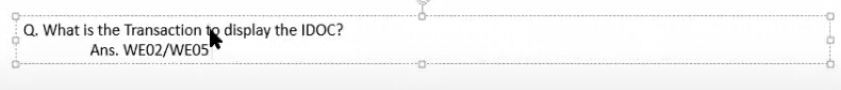 Q. What is the Transaction to display the IDOC?
Ans. WE02/WE05